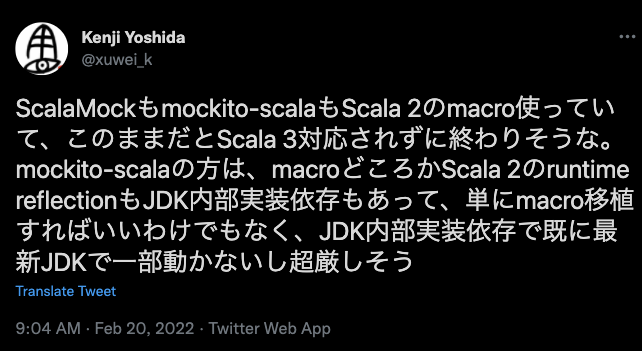 Kenji Yoshida
@xuwei_k
ScalaMockもmockito-scalaもScala 2のmacro使ってい
て、このままだとScala 3対応されずに終わりそうな。
mockito-scalaの方は、macroどころかScala 2のruntime
reflectionもJDK内部実装依存もあって、単にmacro移植
すればいいわけでもなく、JDK内部実装依存で既に最
新JDKで一部動かないし超厳しそう
Translate Tweet
9:04 AM · Feb 20, 2022 · Twitter Web App